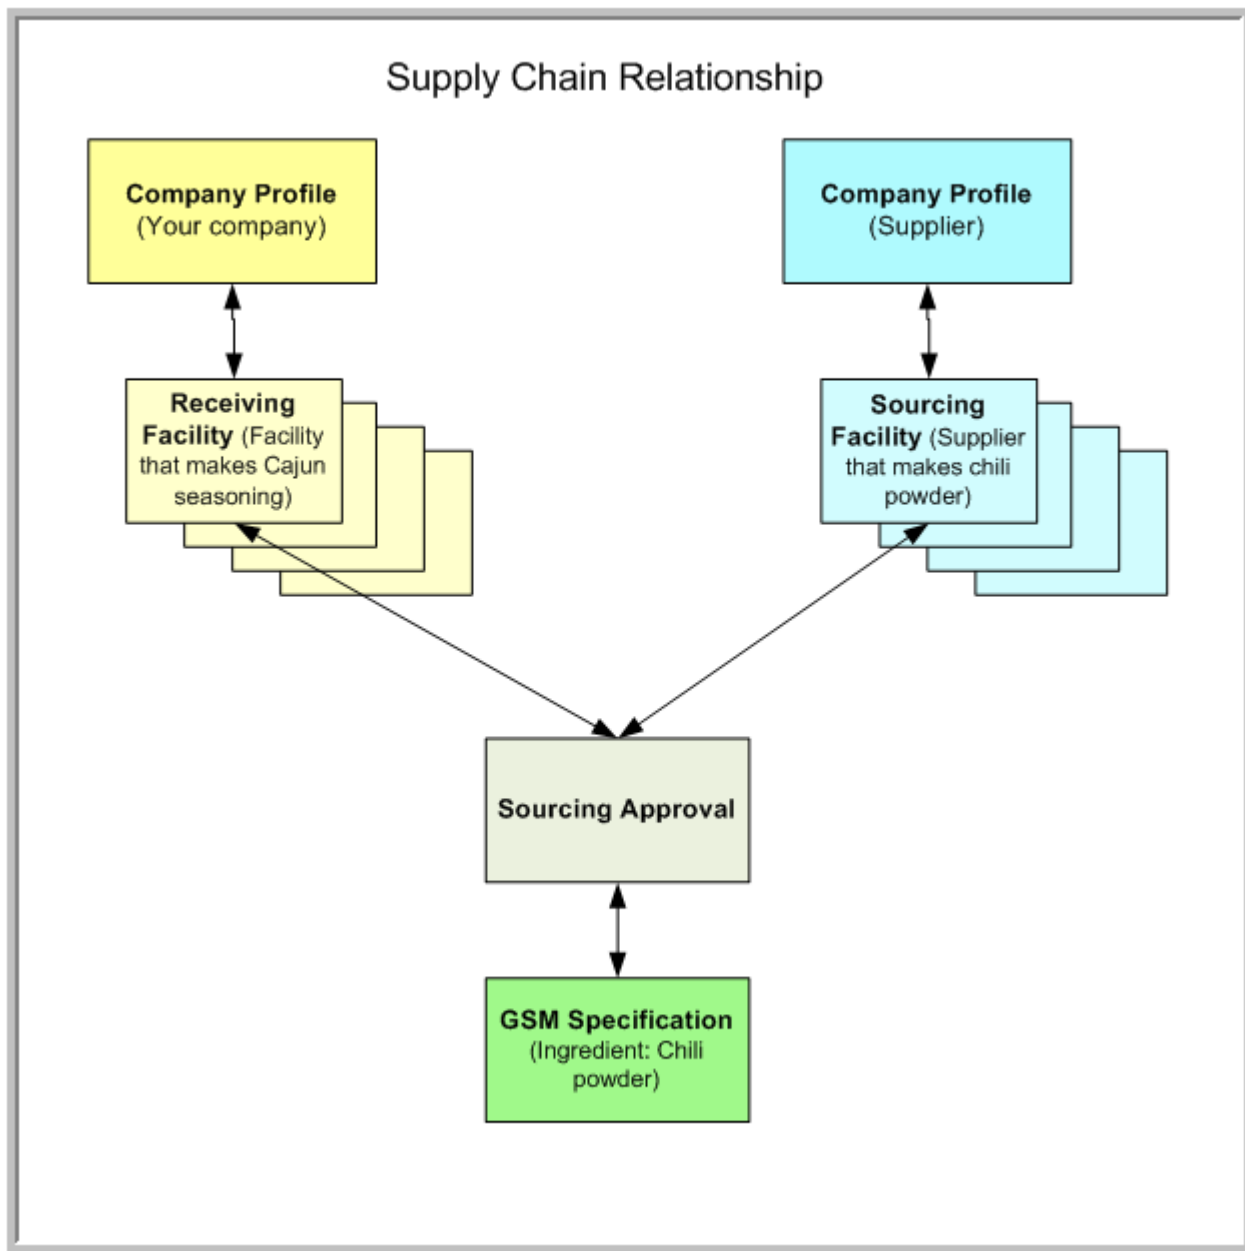 Supply Chain Relationship
Company Profile
(Your company)
Company Profile
(Supplier)
Receiving
Facility (Facility
that makes Cajun
seasoning)
Sourcing
Facility (Supplier
that makes chili
powder)
Sourcing Approval
GSM Specification
(Ingredient: Chili
powder)